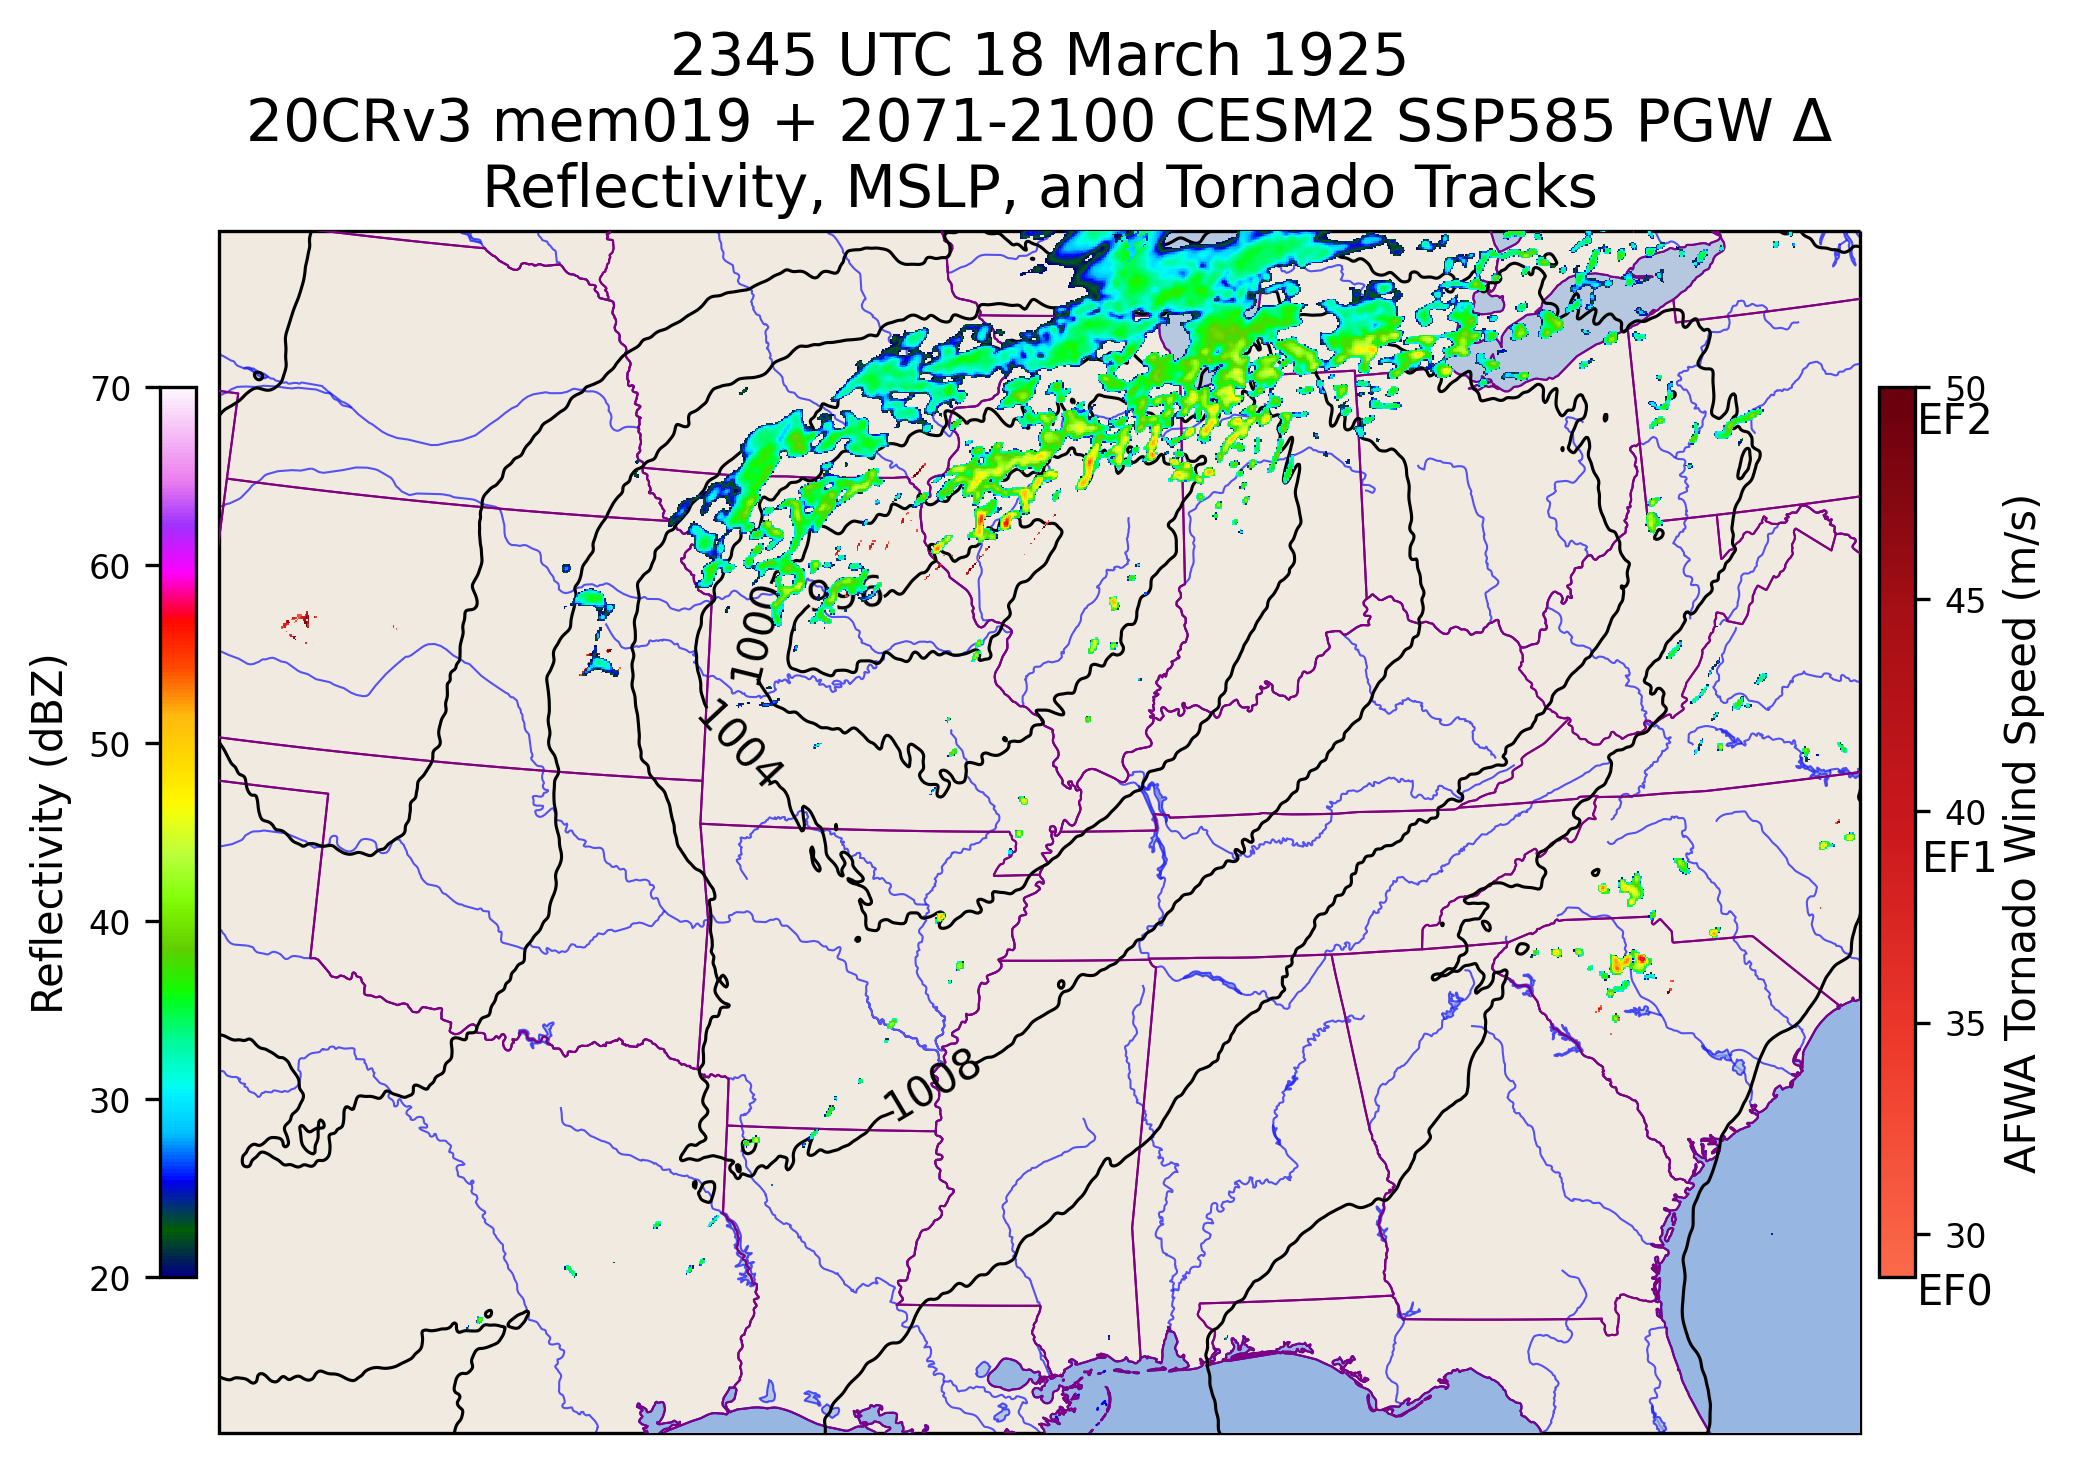 2345 UTC 18 March 1925
20CRv3 mem019 + 2071-2100 CESM2 SSP585 PGW Δ
Reflectivity, MSLP, and Tornado Tracks
70
60
50
40
30
20
Reflectivity (dBZ)
996
1000
1004
1008
50
EF2
45
40
EF1
35
30
EF0
AFWA Tornado Wind Speed (m/s)